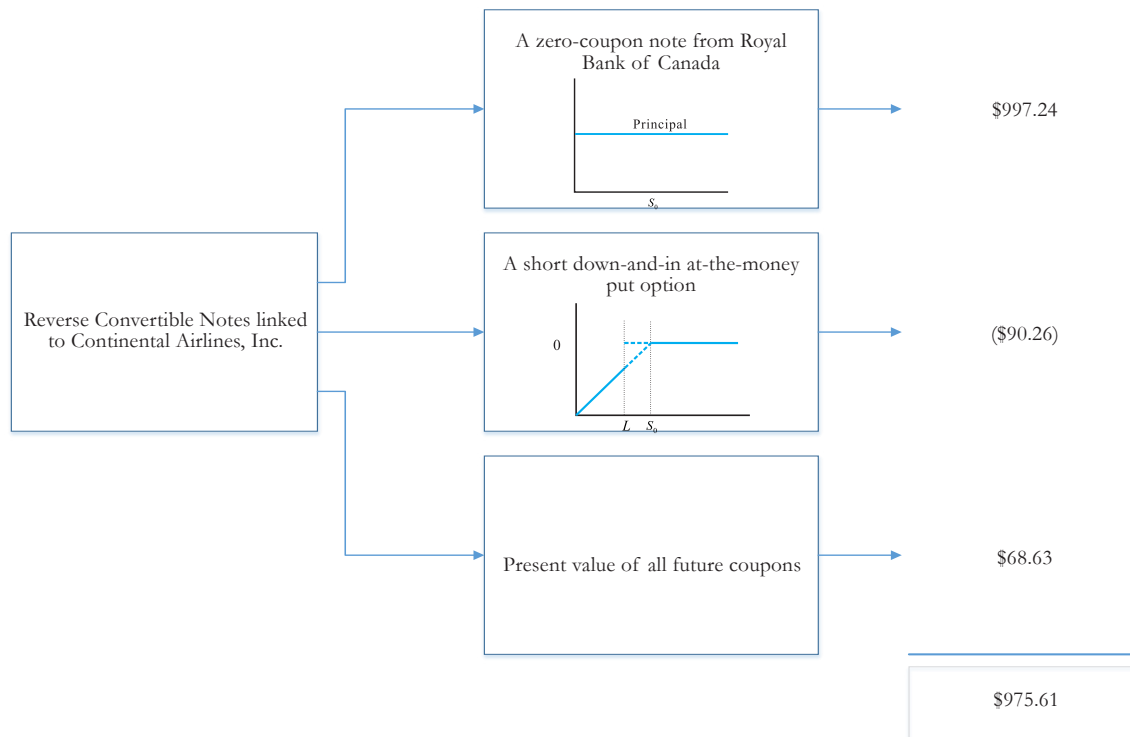 A zero-coupon note from Royal
Bank of Canada
Principal
S₀
$997.24
Reverse Convertible Notes linked
to Continental Airlines, Inc.
A short down-and-in at-the-money
put option
0
L S₀
($90.26)
Present value of all future coupons
$68.63
$975.61